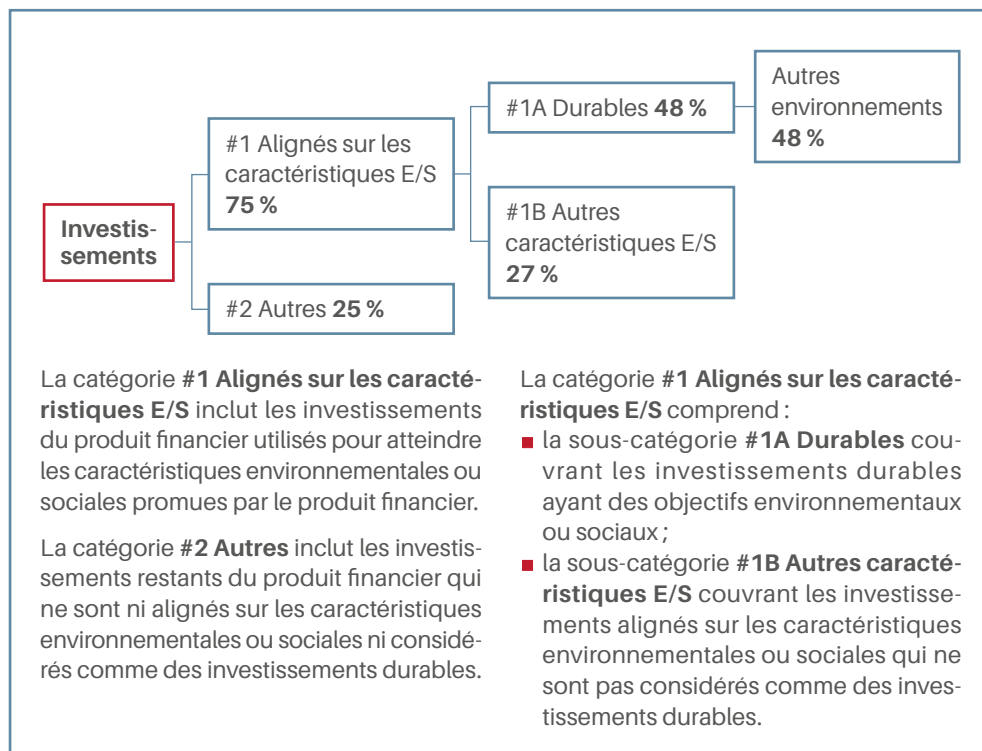 Investis-
sements
#1 Alignés sur les
caractéristiques E/S
75 %
#2 Autres 25 %
#1A Durables 48 %
#1B Autres
caractéristiques E/S
27 %
Autres
environnements
48 %
La catégorie #1 Alignés sur les caracté-
ristiques E/S inclut les investissements
du produit financier utilisés pour atteindre
les caractéristiques environnementales ou
sociales promues par le produit financier.
La catégorie #2 Autres inclut les investis-
sements restants du produit financier qui
ne sont ni alignés sur les caractéristiques
environnementales ou sociales ni considé-
rés comme des investissements durables.
La catégorie #1 Alignés sur les caracté-
ristiques E/S comprend :
■ la sous-catégorie #1A Durables cou-
vrant les investissements durables
ayant des objectifs environnementaux
ou sociaux ;
■ la sous-catégorie #1B Autres caracté-
ristiques E/S couvrant les investisse-
ments alignés sur les caractéristiques
environnementales ou sociales qui ne
sont pas considérés comme des inves-
tissements durables.